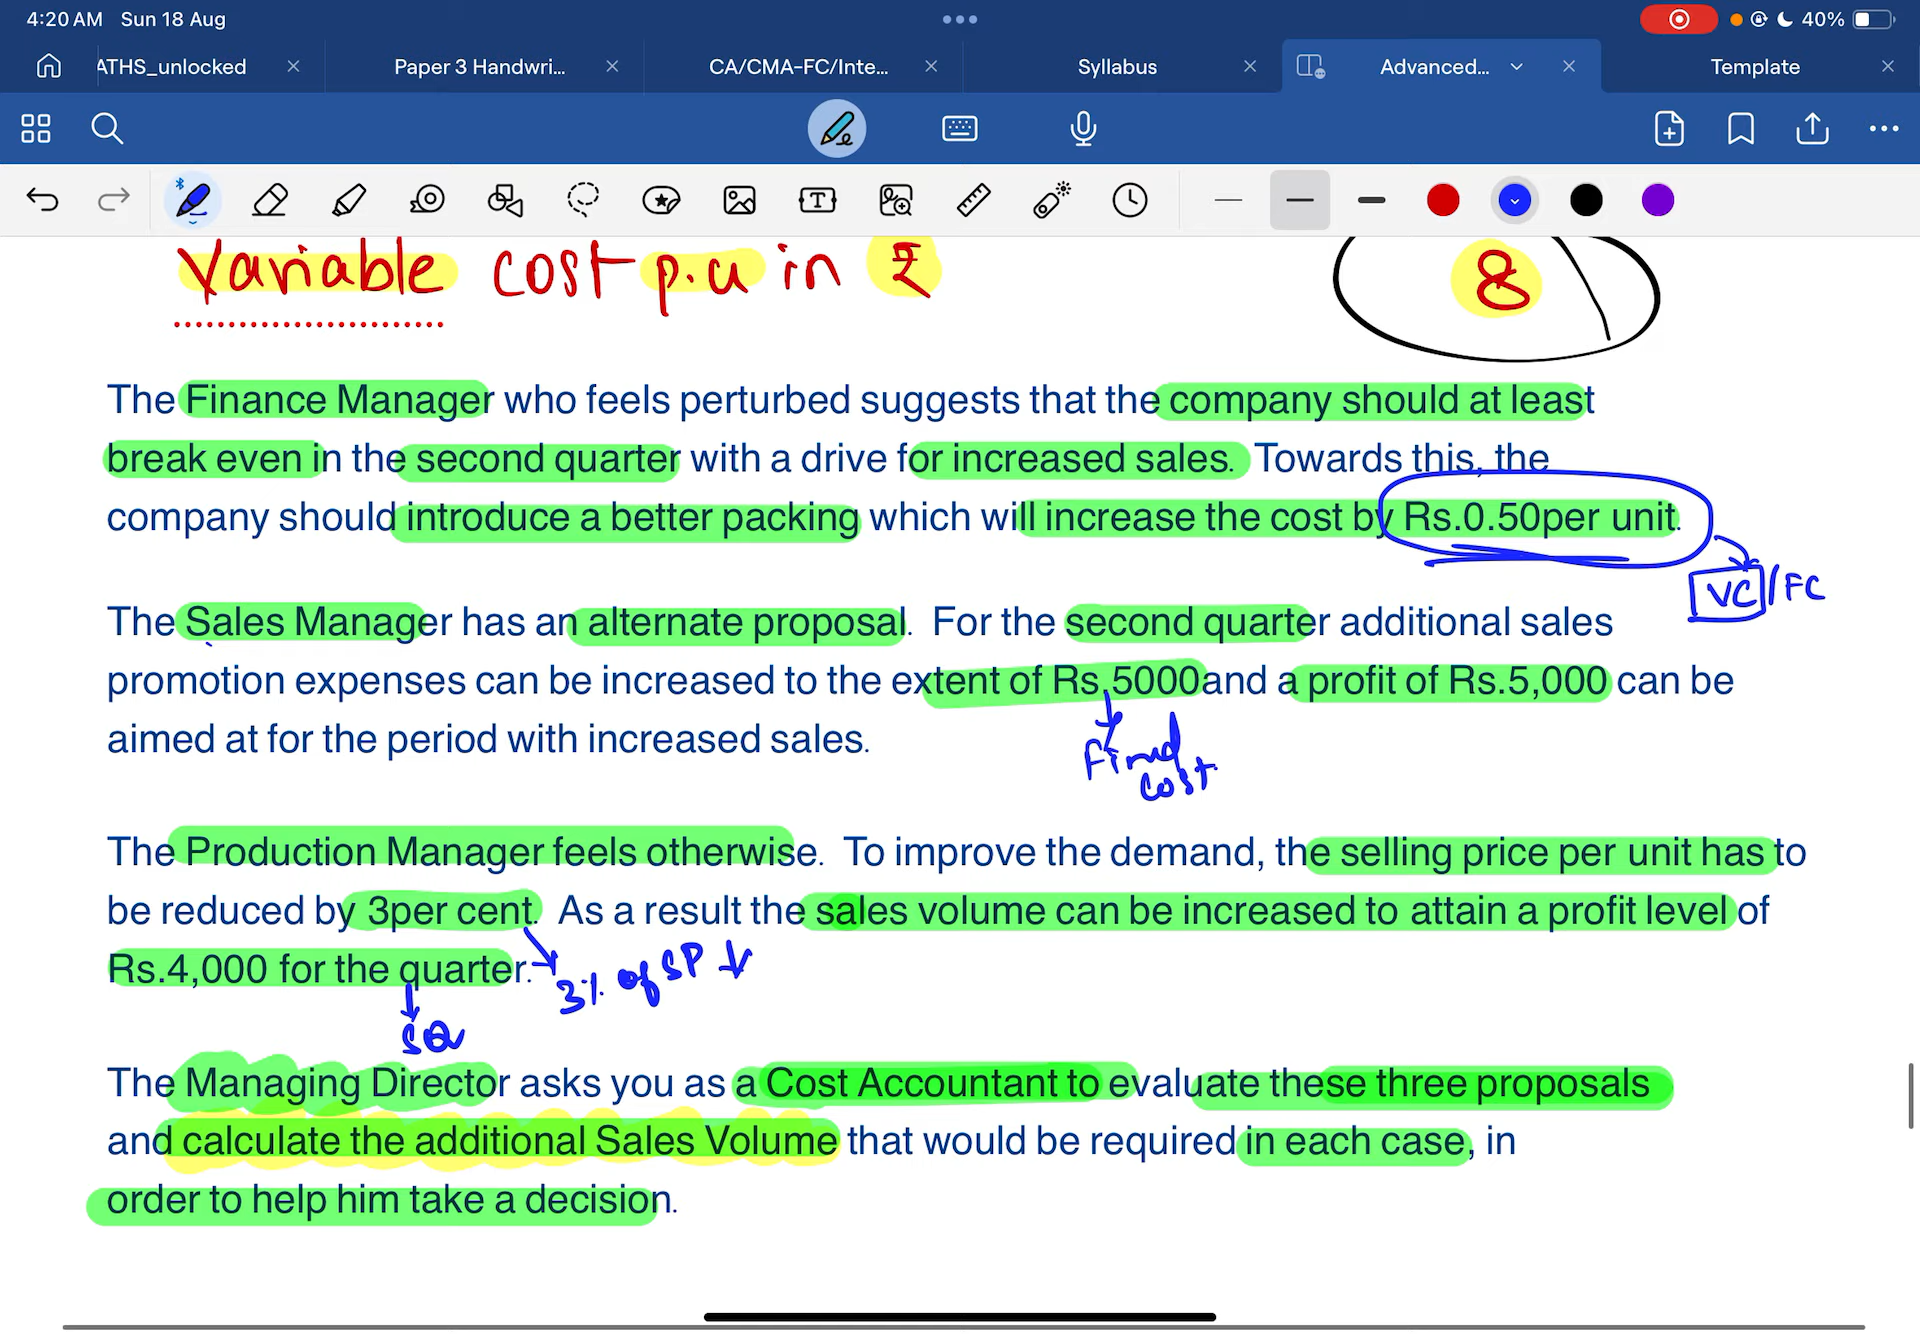 4:20 AM Sun 18 Aug
40%
ATHS_unlocked
Paper 3 Handwri...
CA/CMA-FC/Inte...
Syllabus
Advanced...
Template
Variable cost p.u in ₹
8
The Finance Manager who feels perturbed suggests that the company should at least
break even in the second quarter with a drive for increased sales. Towards this, the
company should introduce a better packing which will increase the cost by Rs.0.50per unit.
VC/FC
The Sales Manager has an alternate proposal. For the second quarter additional sales
promotion expenses can be increased to the extent of Rs.5000and a profit of Rs.5,000 can be
aimed at for the period with increased sales.
Fixed
cost
The Production Manager feels otherwise. To improve the demand, the selling price per unit has to
be reduced by 3per cent. As a result the sales volume can be increased to attain a profit level of
Rs.4,000 for the quarter.
3% of SP ↓
SQ
The Managing Director asks you as a Cost Accountant to evaluate these three proposals
and calculate the additional Sales Volume that would be required in each case, in
order to help him take a decision.